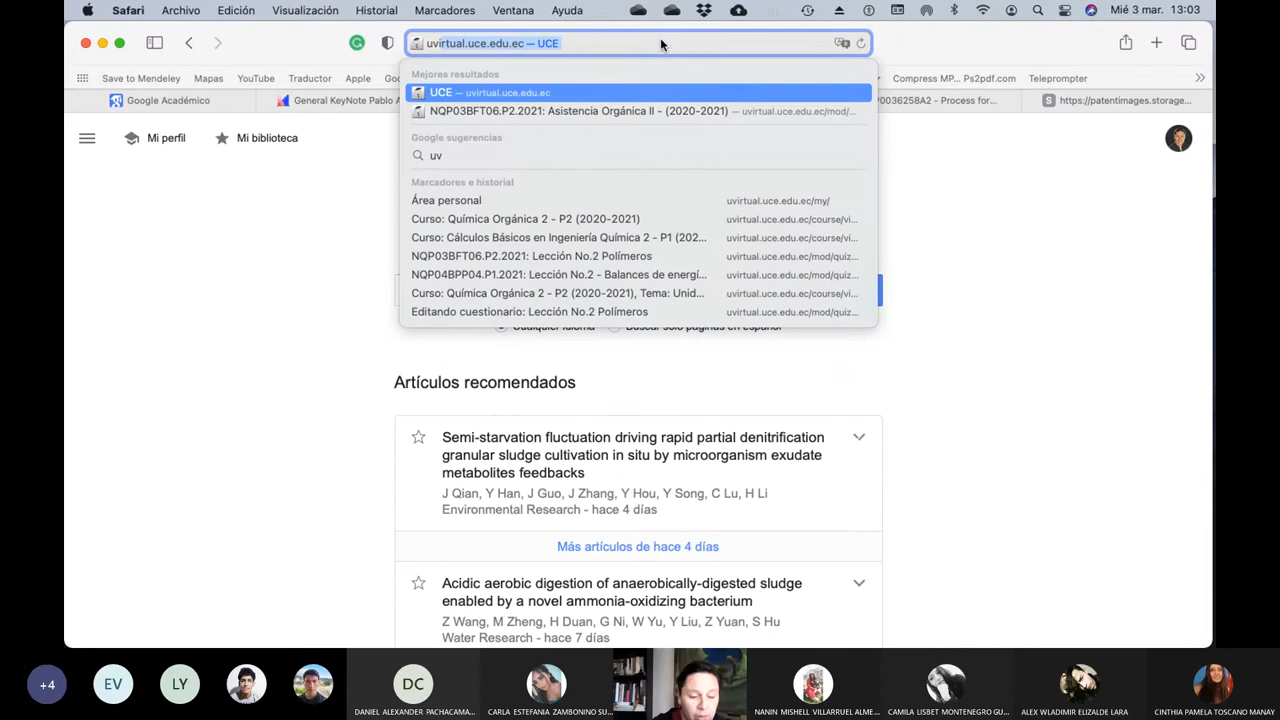 Safari Archivo Edición Visualización Historial Marcadores Ventana Ayuda Mié 3 mar. 13:03
uvirtual.uce.edu.ec — UCE
Save to Mendeley Mapas YouTube Traductor Apple Compress MP... Ps2pdf.com Teleprompter
Google Académico General KeyNote Pablo A P0036258A2 - Process for... S https://patentimages.storage...
Mejores resultados
UCE — uvirtual.uce.edu.ec
NQP03BFT06.P2.2021: Asistencia Orgánica II - (2020-2021) — uvirtual.uce.edu.ec/mod/...
Google sugerencias
uv
Marcadores e historial
Área personal uvirtual.uce.edu.ec/my/
Curso: Química Orgánica 2 - P2 (2020-2021) uvirtual.uce.edu.ec/course/vi...
Curso: Cálculos Básicos en Ingeniería Química 2 - P1 (202... uvirtual.uce.edu.ec/course/vi...
NQP03BFT06.P2.2021: Lección No.2 Polímeros uvirtual.uce.edu.ec/mod/quiz...
NQP04BPP04.P1.2021: Lección No.2 - Balances de energí... uvirtual.uce.edu.ec/mod/quiz...
Curso: Química Orgánica 2 - P2 (2020-2021), Tema: Unid... uvirtual.uce.edu.ec/course/vi...
Editando cuestionario: Lección No.2 Polímeros uvirtual.uce.edu.ec/mod/quiz...
Mi perfil Mi biblioteca
Cualquier idioma Buscar sólo páginas en español
Artículos recomendados
Semi-starvation fluctuation driving rapid partial denitrification
granular sludge cultivation in situ by microorganism exudate
metabolites feedbacks
J Qian, Y Han, J Guo, J Zhang, Y Hou, Y Song, C Lu, H Li
Environmental Research - hace 4 días
Más artículos de hace 4 días
Acidic aerobic digestion of anaerobically-digested sludge
enabled by a novel ammonia-oxidizing bacterium
Z Wang, M Zheng, H Duan, G Ni, W Yu, Y Liu, Z Yuan, S Hu
Water Research - hace 7 días
+4 EV LY DC
DANIEL ALEXANDER PACHACAMA... CARLA ESTEFANIA ZAMBONINO SU... NANIN MISHELL VILLARRUEL ALME... CAMILA LISBET MONTENEGRO GU... ALEX WLADIMIR ELIZALDE LARA CINTHIA PAMELA TOSCANO MANAY